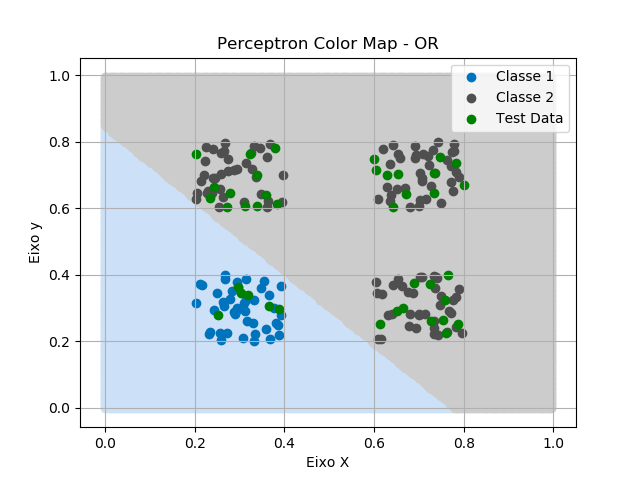 Perceptron Color Map - OR
Classe 1
Classe 2
Test Data
Eixo y
1.0
0.8
0.6
0.4
0.2
0.0
0.0 0.2 0.4 0.6 0.8 1.0
Eixo X